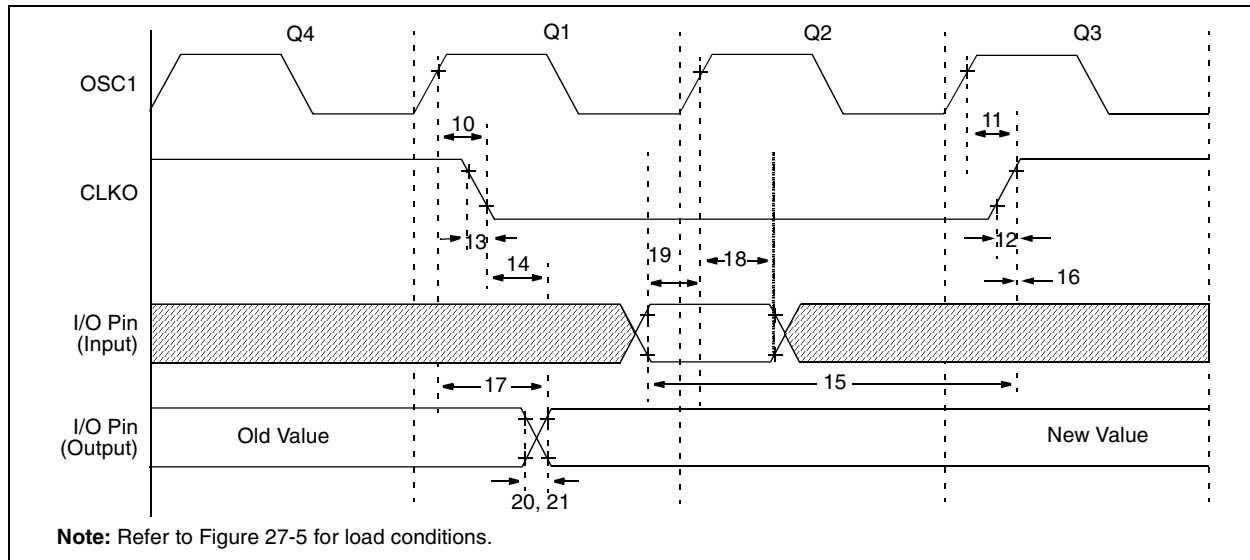 Q4 Q1 Q2 Q3
OSC1
10 11
CLKO
13 12
14 19 18
16
I/O Pin
(Input)
17 15
I/O Pin
(Output)
Old Value New Value
20, 21
Note: Refer to Figure 27-5 for load conditions.